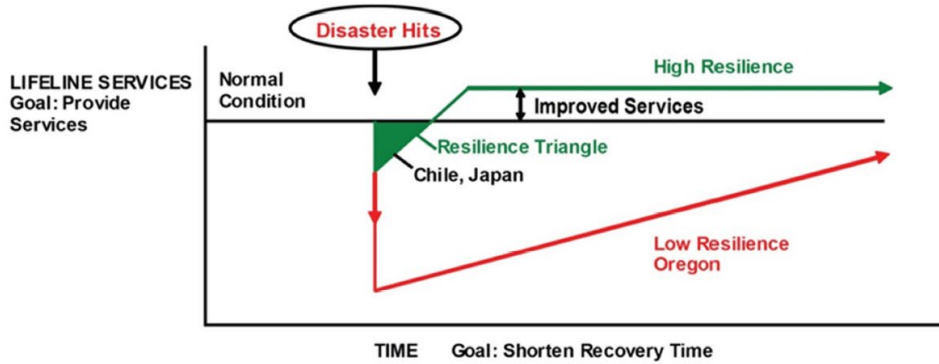 Disaster Hits
LIFELINE SERVICES
Goal: Provide
Services
Normal
Condition
High Resilience
Improved Services
Resilience Triangle
Chile, Japan
Low Resilience
Oregon
TIME Goal: Shorten Recovery Time